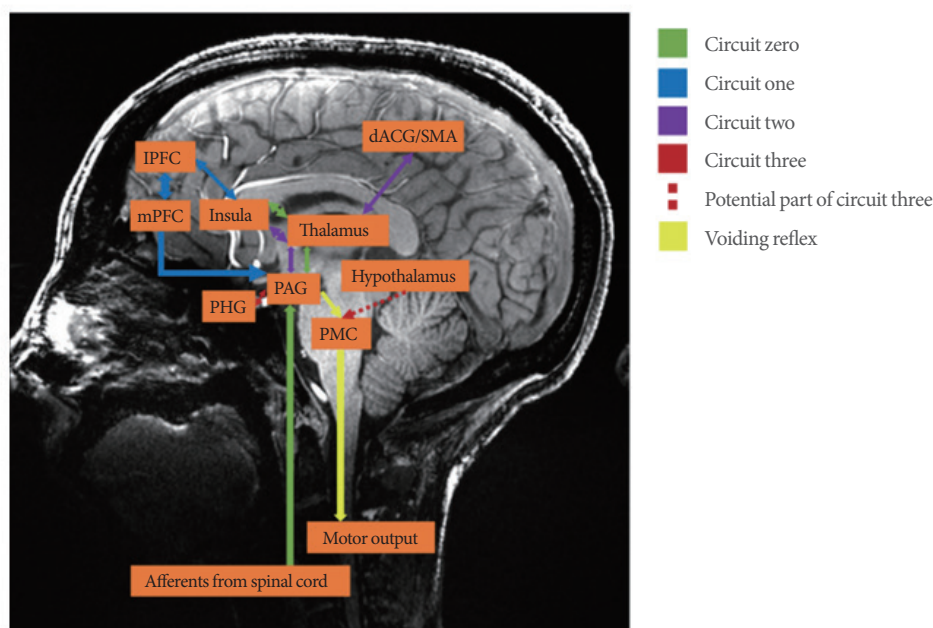 dACG/SMA
lPFC
mPFC
Insula
Thalamus
PAG
Hypothalamus
PHG
PMC
Motor output
Afferents from spinal cord
Circuit zero
Circuit one
Circuit two
Circuit three
Potential part of circuit three
Voiding reflex